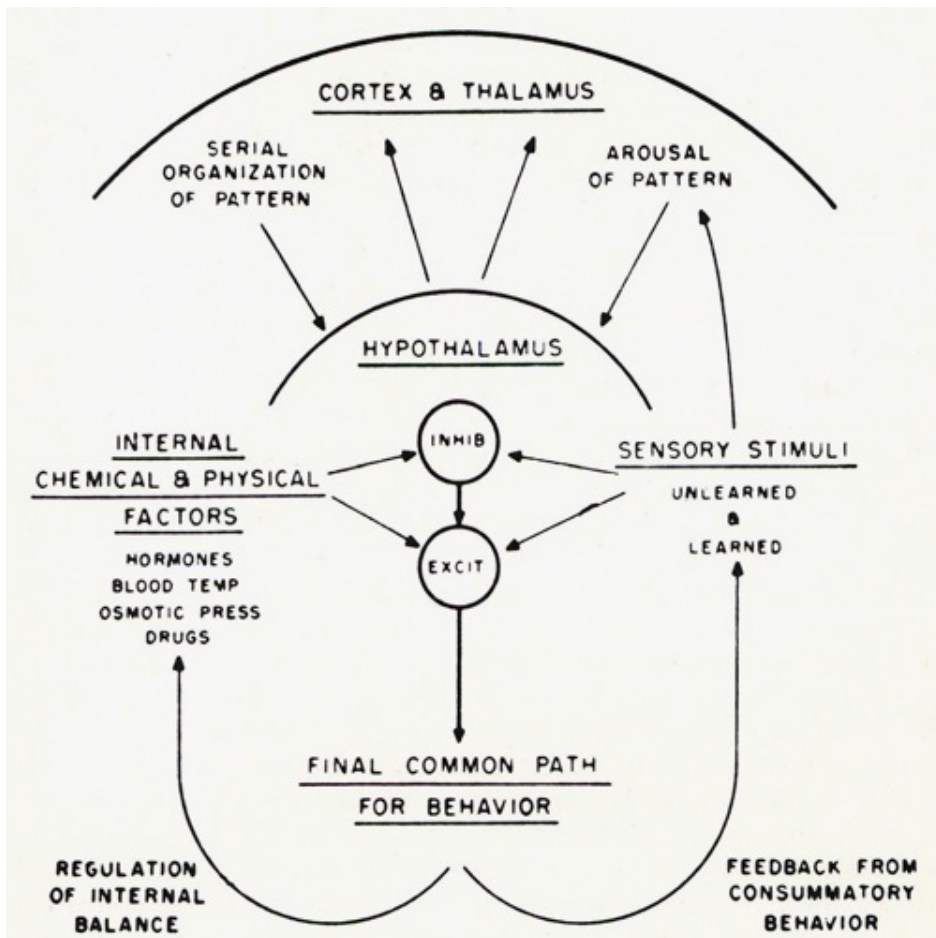 CORTEX & THALAMUS
SERIAL
ORGANIZATION
OF PATTERN
AROUSAL
OF PATTERN
HYPOTHALAMUS
INHIB
INTERNAL
CHEMICAL & PHYSICAL
FACTORS
HORMONES
BLOOD TEMP
OSMOTIC PRESS
DRUGS
SENSORY STIMULI
UNLEARNED
&
LEARNED
EXCIT
FINAL COMMON PATH
FOR BEHAVIOR
REGULATION
OF INTERNAL
BALANCE
FEEDBACK FROM
CONSUMMATORY
BEHAVIOR